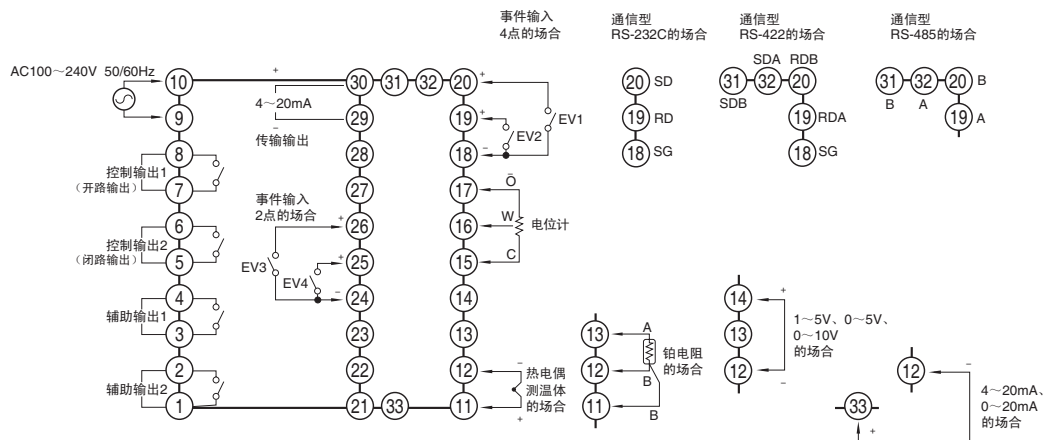 事件输入
4点的场合
通信型
RS-232C的场合
通信型
RS-422的场合
通信型
RS-485的场合
AC100～240V 50/60Hz
10
9
8
7
6
5
4
3
2
1
控制输出1
（开路输出）
控制输出2
（闭路输出）
辅助输出1
辅助输出2
+
4～20mA
−
传输输出
事件输入
2点的场合
+
+
−
EV3
EV4
30
29
28
27
26
25
24
23
22
21
31
32
33
20
19
18
17
16
15
14
13
12
11
+
+
−
EV2
EV1
Ō
W
C
电位计
−
热电偶
测温体
的场合
+
20 SD
19 RD
18 SG
SDA RDB
31 32 20
SDB
19 RDA
18 SG
31 32 20 B
B A
19 A
13
12
11
A
B
B
铂电阻
的场合
14
13
12
+
1～5V、0～5V、
0～10V
的场合
−
12
−
4～20mA、
0～20mA
的场合
33
+